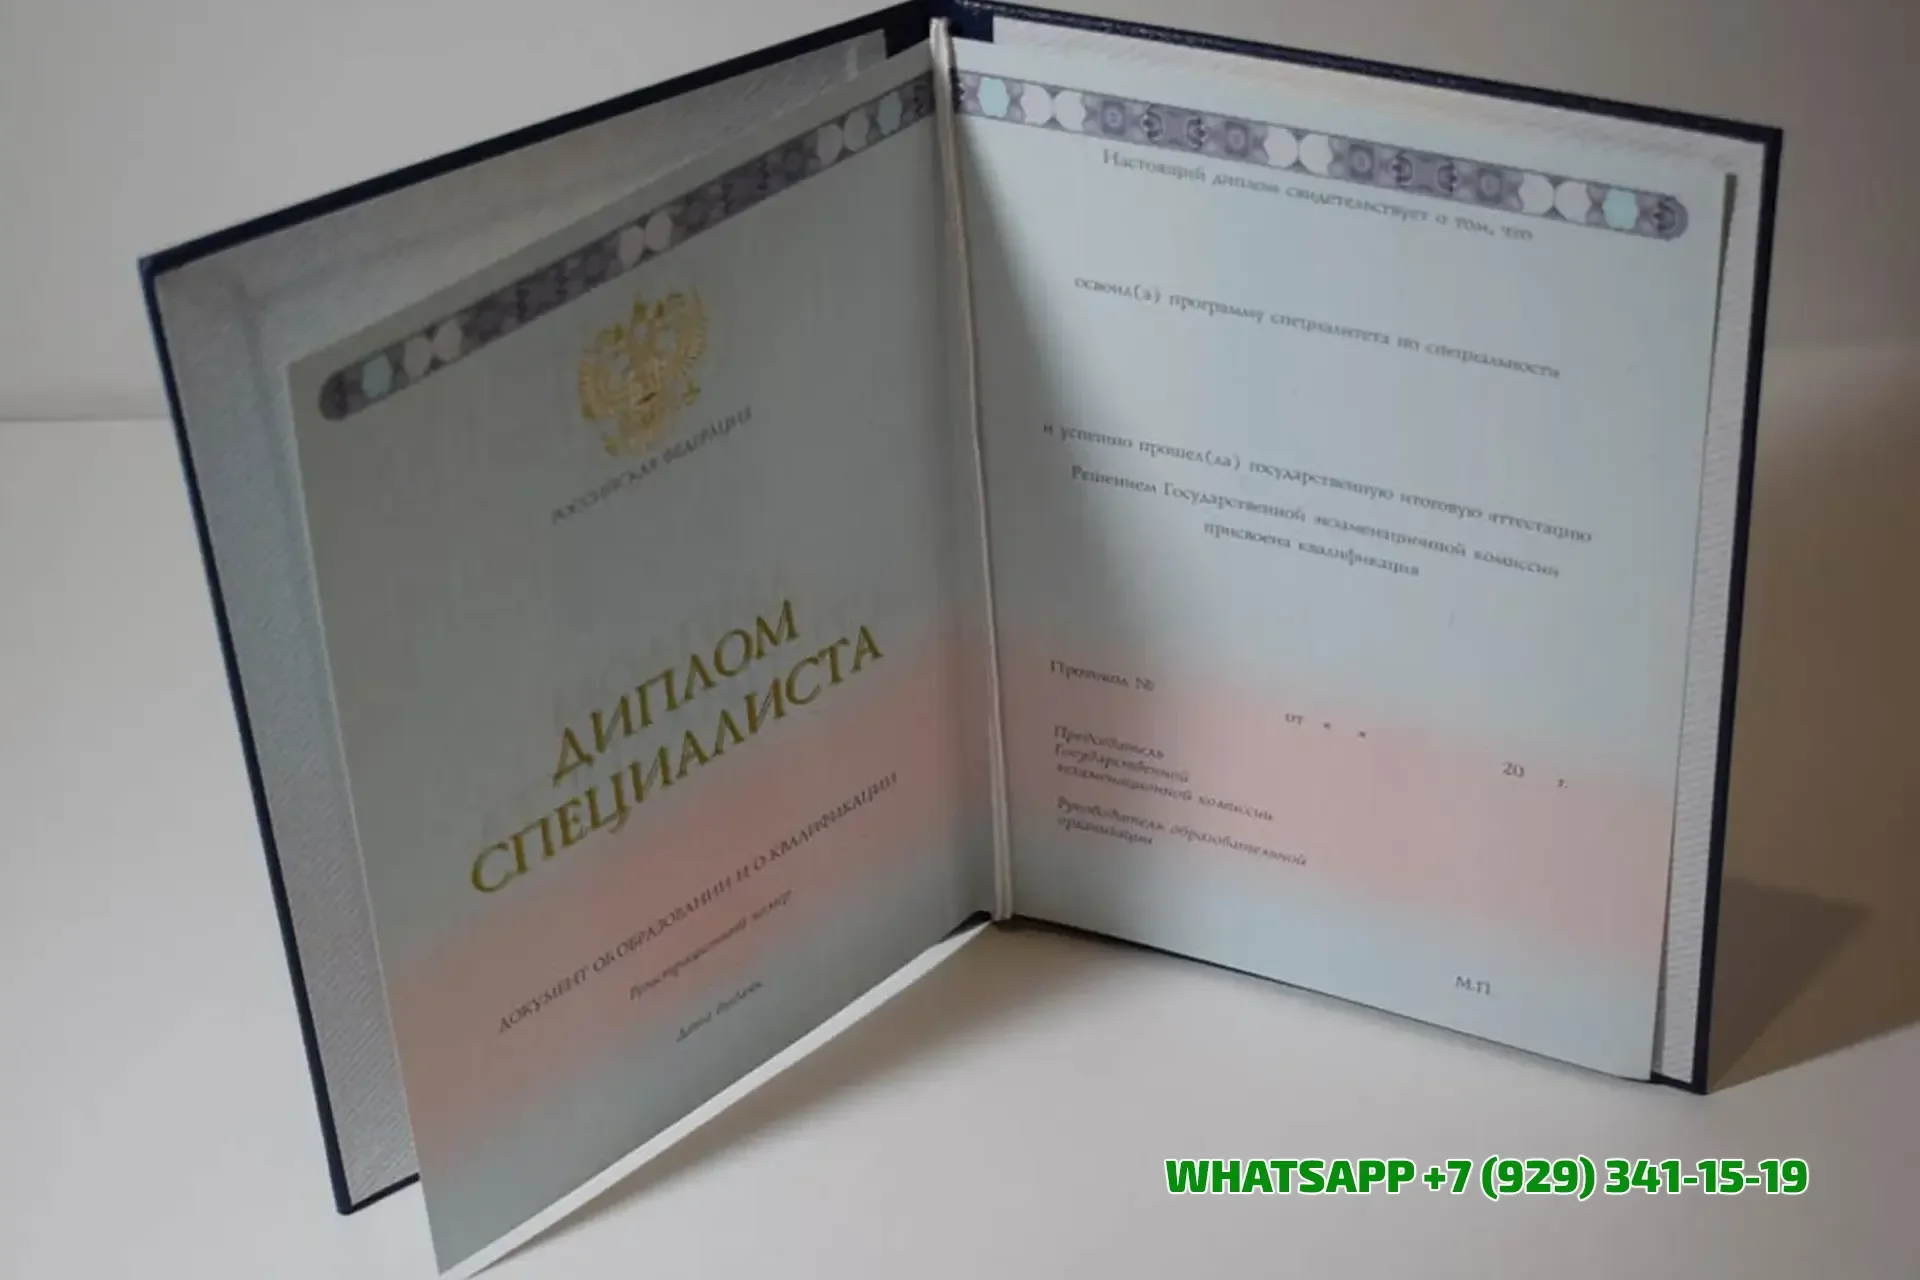 РОССИЙСКАЯ ФЕДЕРАЦИЯ
ДИПЛОМ
СПЕЦИАЛИСТА
ДОКУМЕНТ ОБ ОБРАЗОВАНИИ И О КВАЛИФИКАЦИИ
Регистрационный номер
Дата выдачи
Настоящий диплом свидетельствует о том, что
освоил(а) программу специалитета по специальности
и успешно прошел(ла) государственную итоговую аттестацию
Решением Государственной экзаменационной комиссии
присвоена квалификация
Протокол №
от « » 20 г.
Председатель
Государственной
экзаменационной комиссии
Руководитель образовательной
организации
М.П.
WHATSAPP +7 (929) 341-15-19